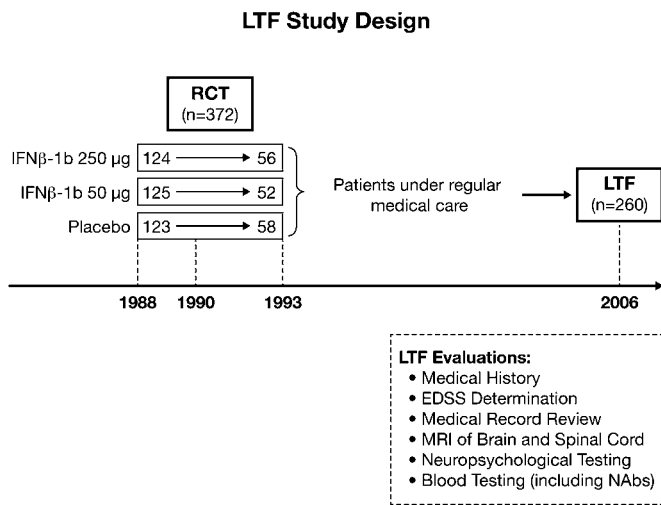 LTF Study Design
RCT
(n=372)
IFNβ-1b 250 µg 124 56
IFNβ-1b 50 µg 125 52
Placebo 123 58
Patients under regular
medical care
LTF
(n=260)
1988 1990 1993 2006
LTF Evaluations:
• Medical History
• EDSS Determination
• Medical Record Review
• MRI of Brain and Spinal Cord
• Neuropsychological Testing
• Blood Testing (including NAbs)